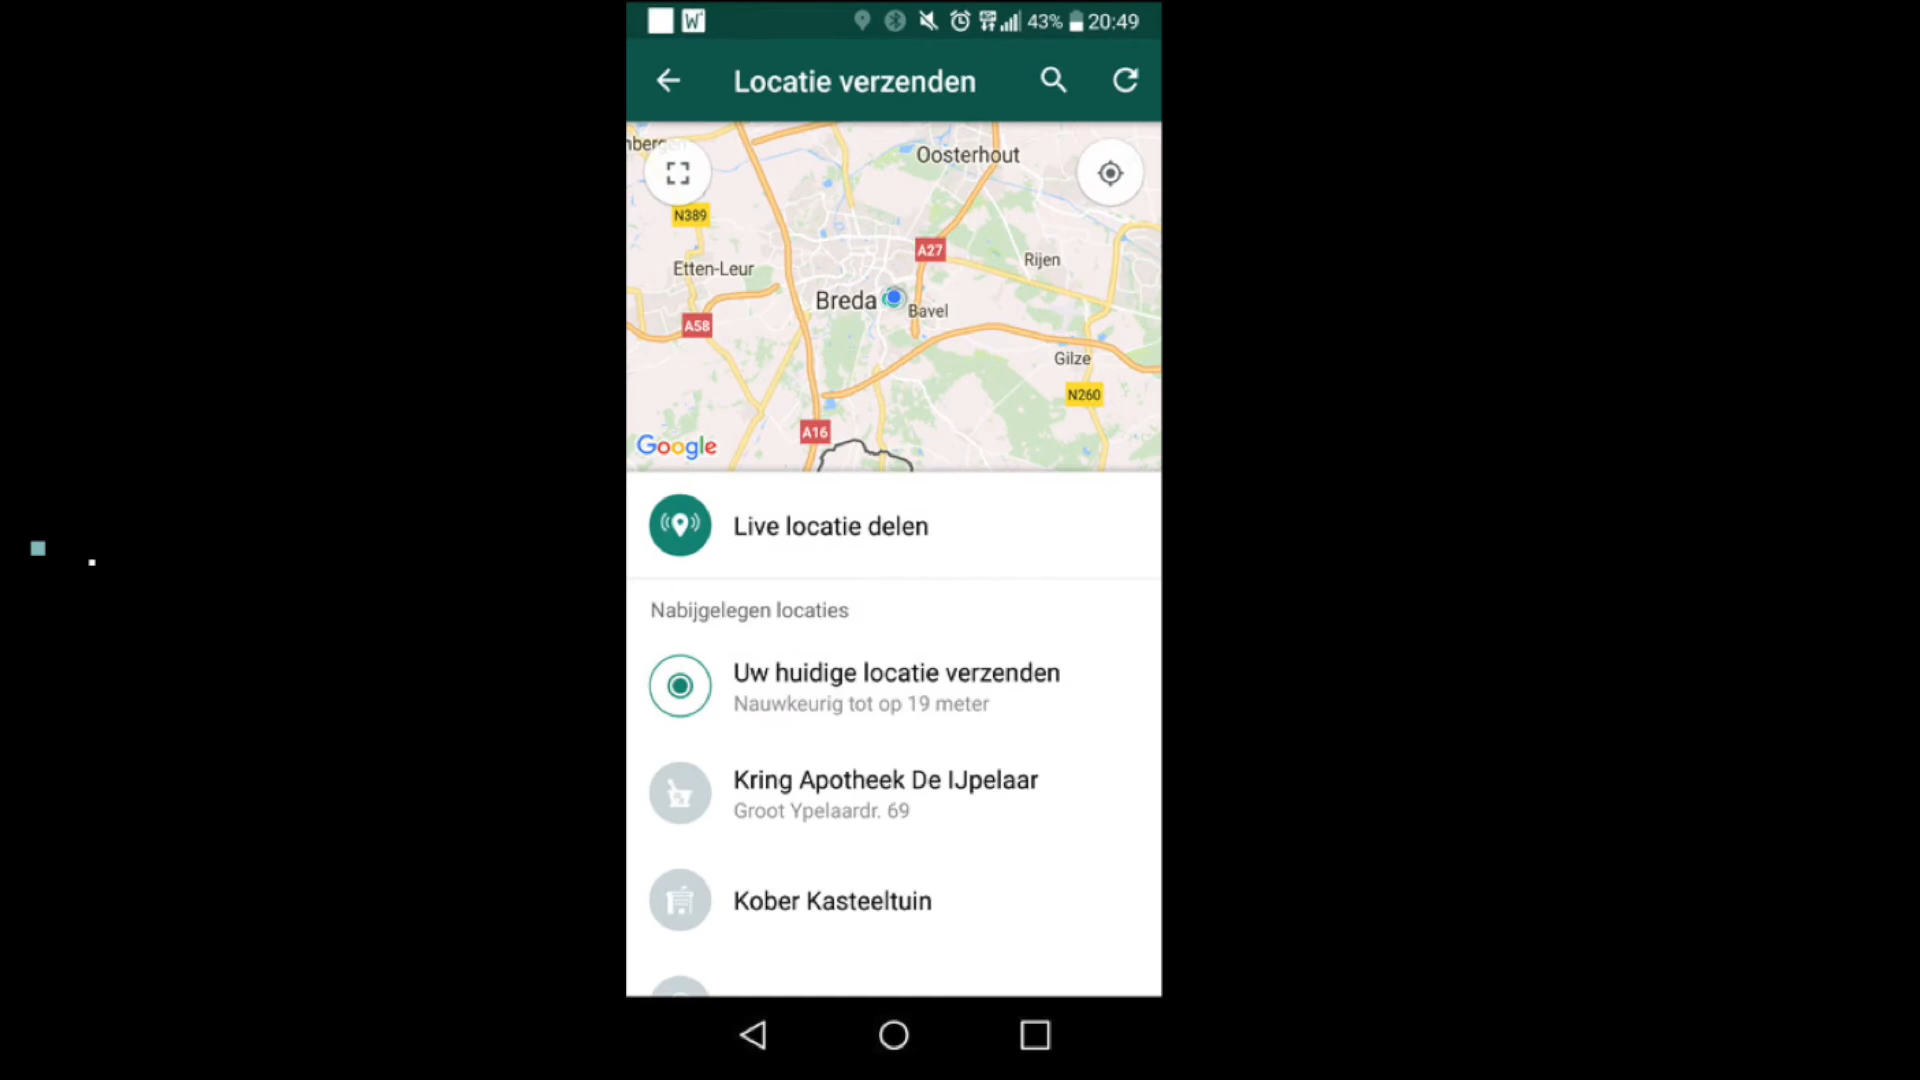 43% 20:49
Locatie verzenden
Oosterhout
N389
A27
Rijen
Etten-Leur
Breda
Bavel
A58
Gilze
N260
A16
Google
Live locatie delen
Nabijgelegen locaties
Uw huidige locatie verzenden
Nauwkeurig tot op 19 meter
Kring Apotheek De IJpelaar
Groot Ypelaardr. 69
Kober Kasteeltuin